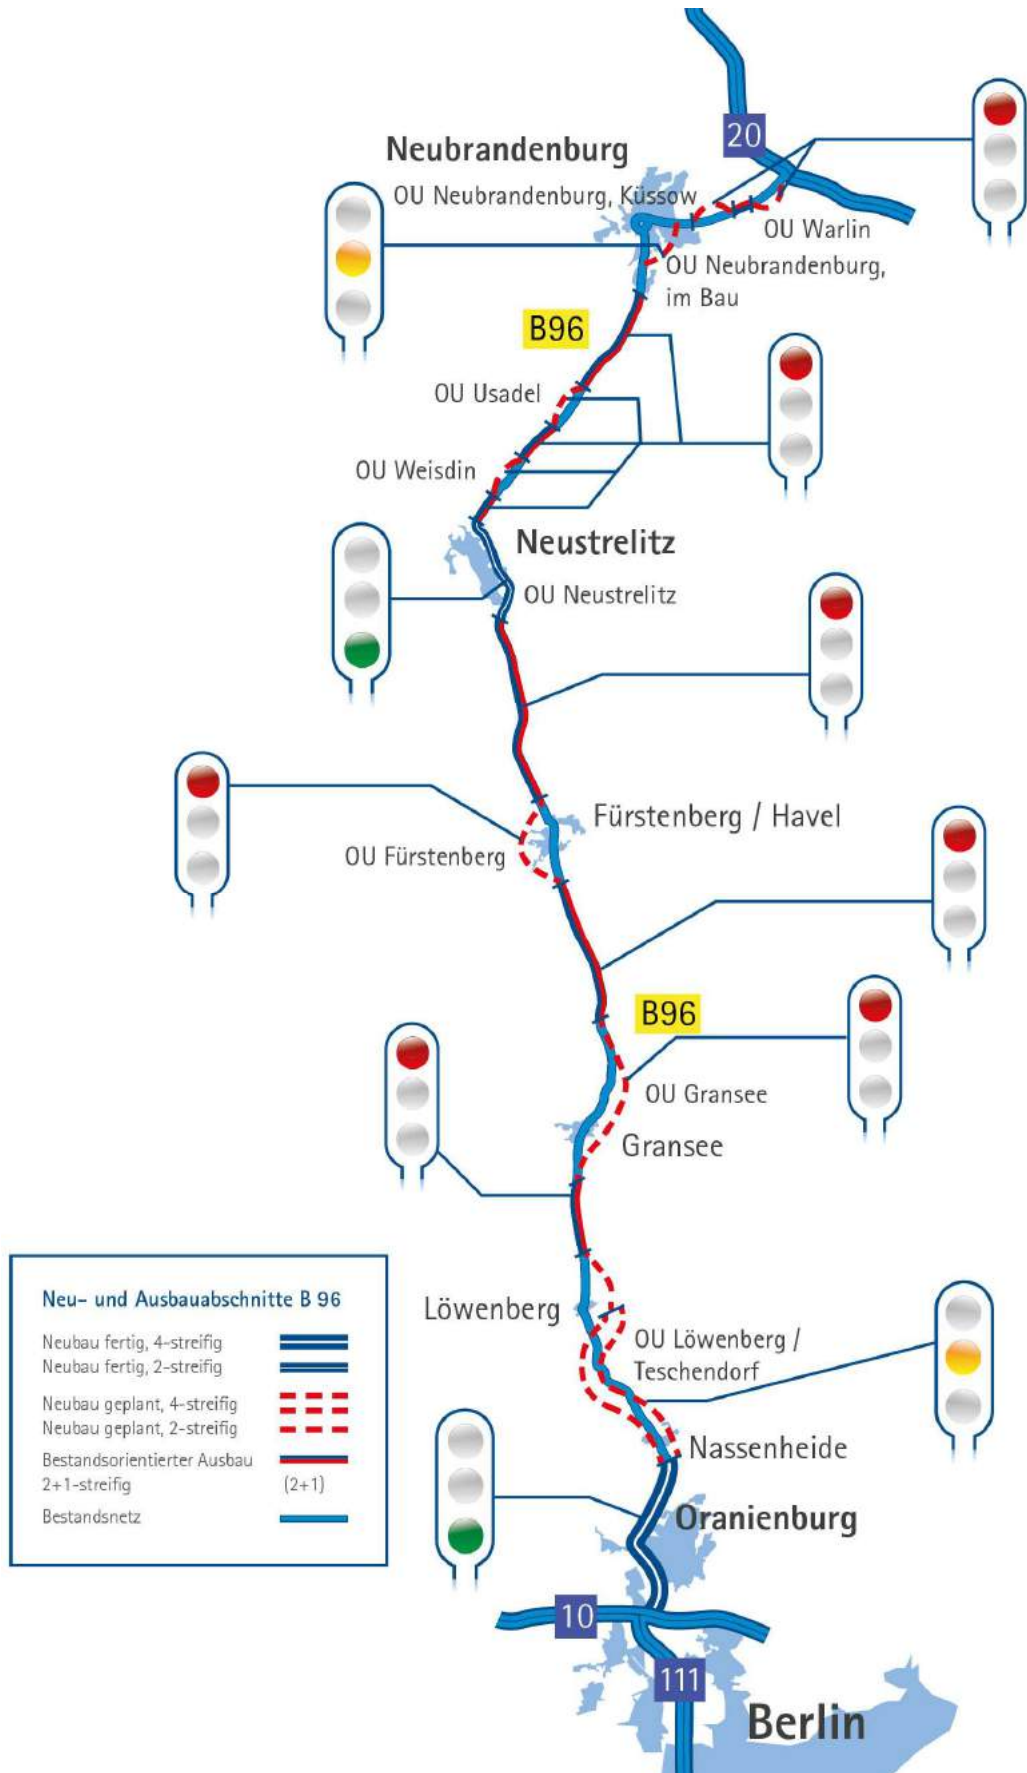 20
Neubrandenburg
OU Neubrandenburg, Küssow
OU Warlin
OU Neubrandenburg,
im Bau
B96
OU Usadel
OU Weisdin
Neustrelitz
OU Neustrelitz
Fürstenberg / Havel
OU Fürstenberg
B96
OU Gransee
Gransee
Löwenberg
OU Löwenberg /
Teschendorf
Nassenheide
Oranienburg
10
111
Berlin
Neu- und Ausbauabschnitte B 96
Neubau fertig, 4-streifig
Neubau fertig, 2-streifig
Neubau geplant, 4-streifig
Neubau geplant, 2-streifig
Bestandsorientierter Ausbau
2+1-streifig (2+1)
Bestandsnetz